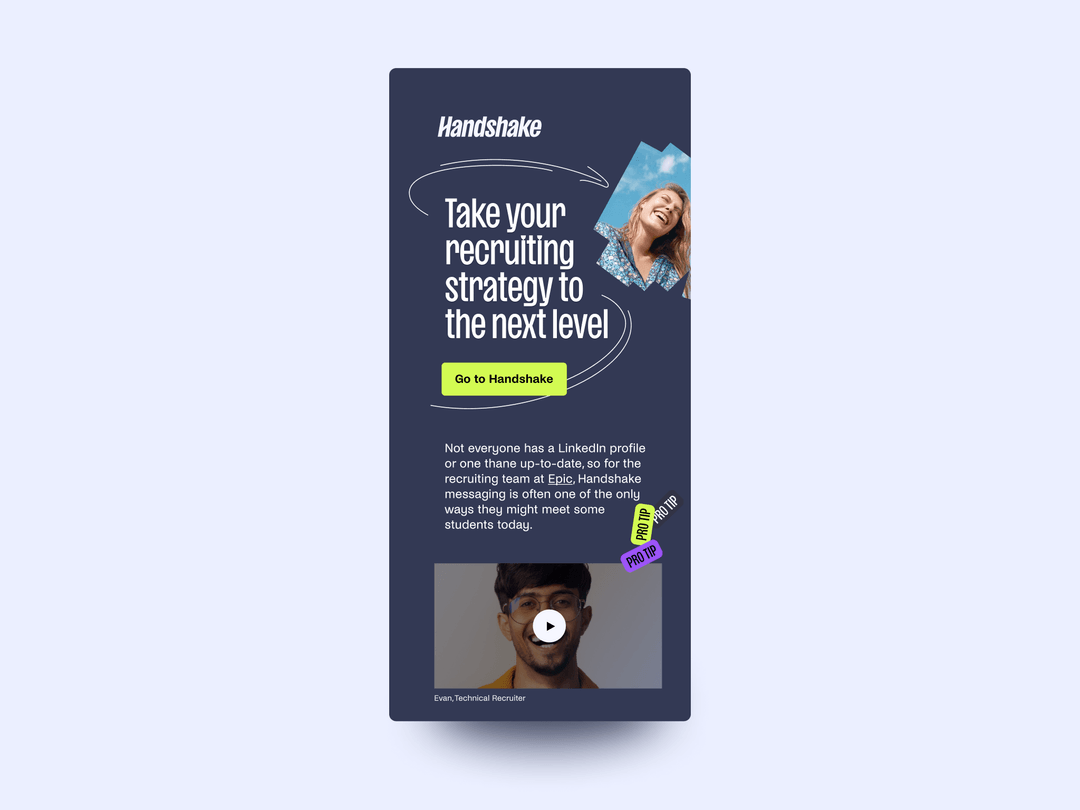 Handshake
Take your
recruiting
strategy to
the next level
Go to Handshake
Not everyone has a LinkedIn profile
or one thane up-to-date, so for the
recruiting team at Epic, Handshake
messaging is often one of the only
ways they might meet some
students today.
PRO TIP
PRO TIP
PRO TIP
Evan, Technical Recruiter